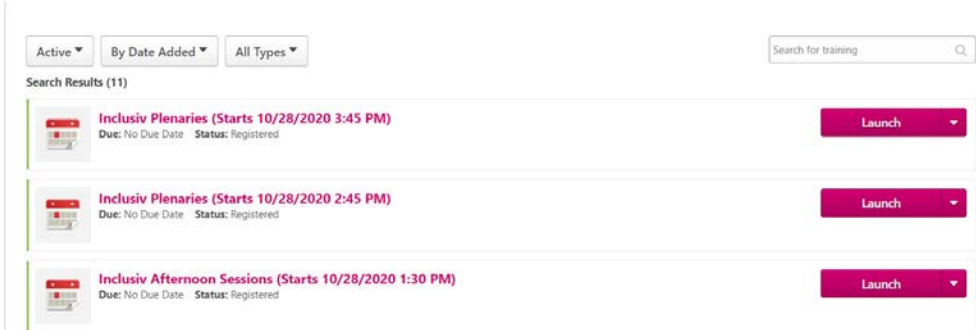 Active By Date Added All Types Search for training
Search Results (11)
Inclusiv Plenaries (Starts 10/28/2020 3:45 PM)
Due: No Due Date Status: Registered
Launch
Inclusiv Plenaries (Starts 10/28/2020 2:45 PM)
Due: No Due Date Status: Registered
Launch
Inclusiv Afternoon Sessions (Starts 10/28/2020 1:30 PM)
Due: No Due Date Status: Registered
Launch